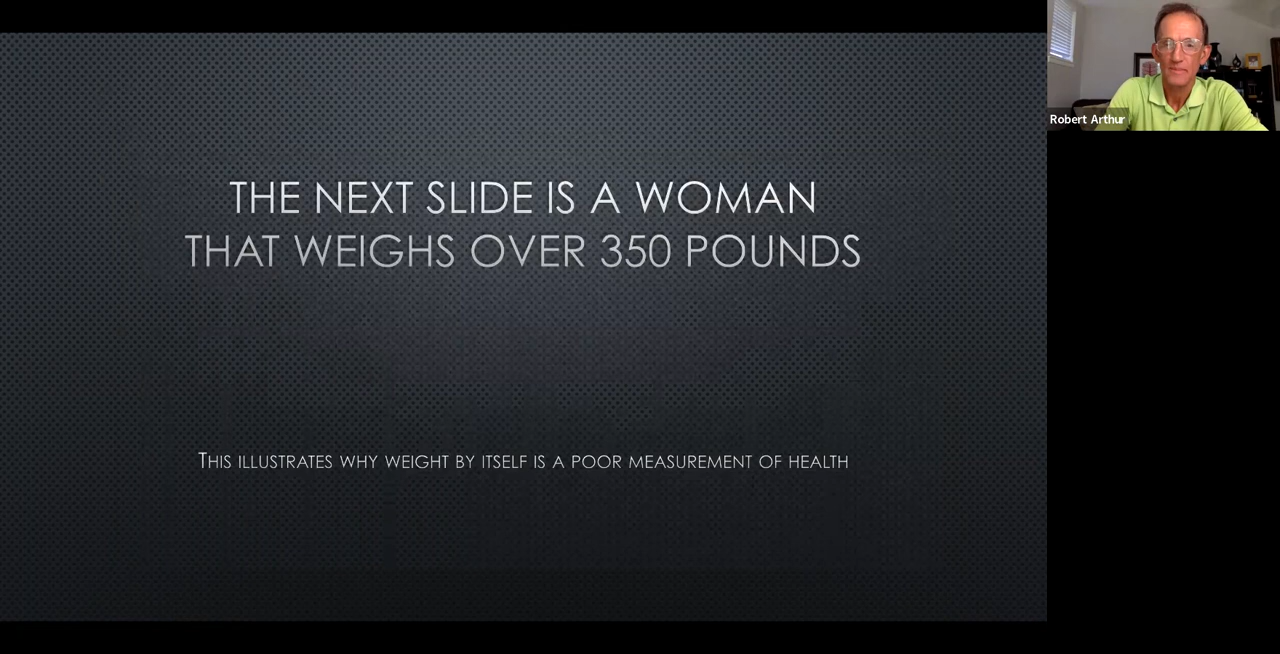 THE NEXT SLIDE IS A WOMAN
THAT WEIGHS OVER 350 POUNDS
THIS ILLUSTRATES WHY WEIGHT BY ITSELF IS A POOR MEASUREMENT OF HEALTH
Robert Arthur